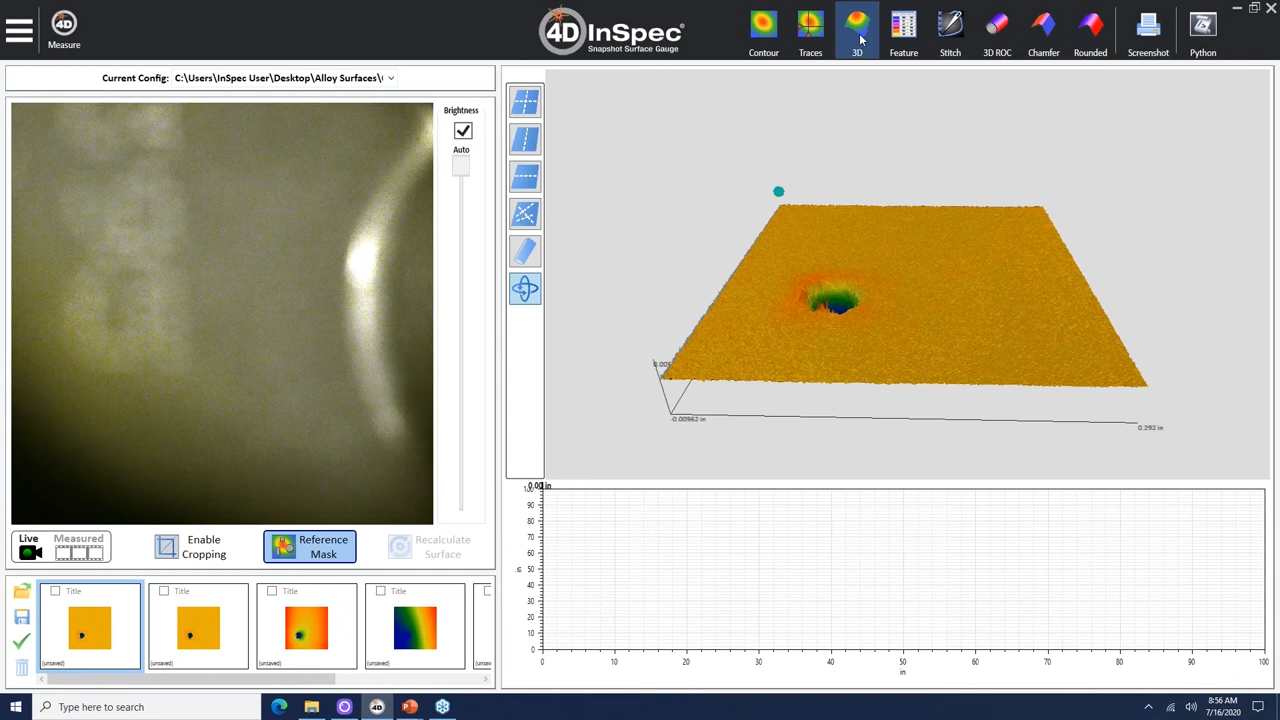 4D
Measure
4D InSpec®
Snapshot Surface Gauge
Contour
Traces
3D
Feature
Stitch
3D ROC
Chamfer
Rounded
Screenshot
Python
Current Config: C:\Users\InSpec User\Desktop\Alloy Surfaces\
Brightness
Auto
Live
Measured
Enable
Cropping
Reference
Mask
Recalculate
Surface
Title
(unsaved)
Title
(unsaved)
Title
(unsaved)
Title
(unsaved)
(unsav
-0.00962 in
0.292 in
0.00 in
100
90
80
70
60
50
40
30
20
10
0
in
0 10 20 30 40 50 60 70 80 90 100
in
Type here to search
4D
8:56 AM
7/16/2020